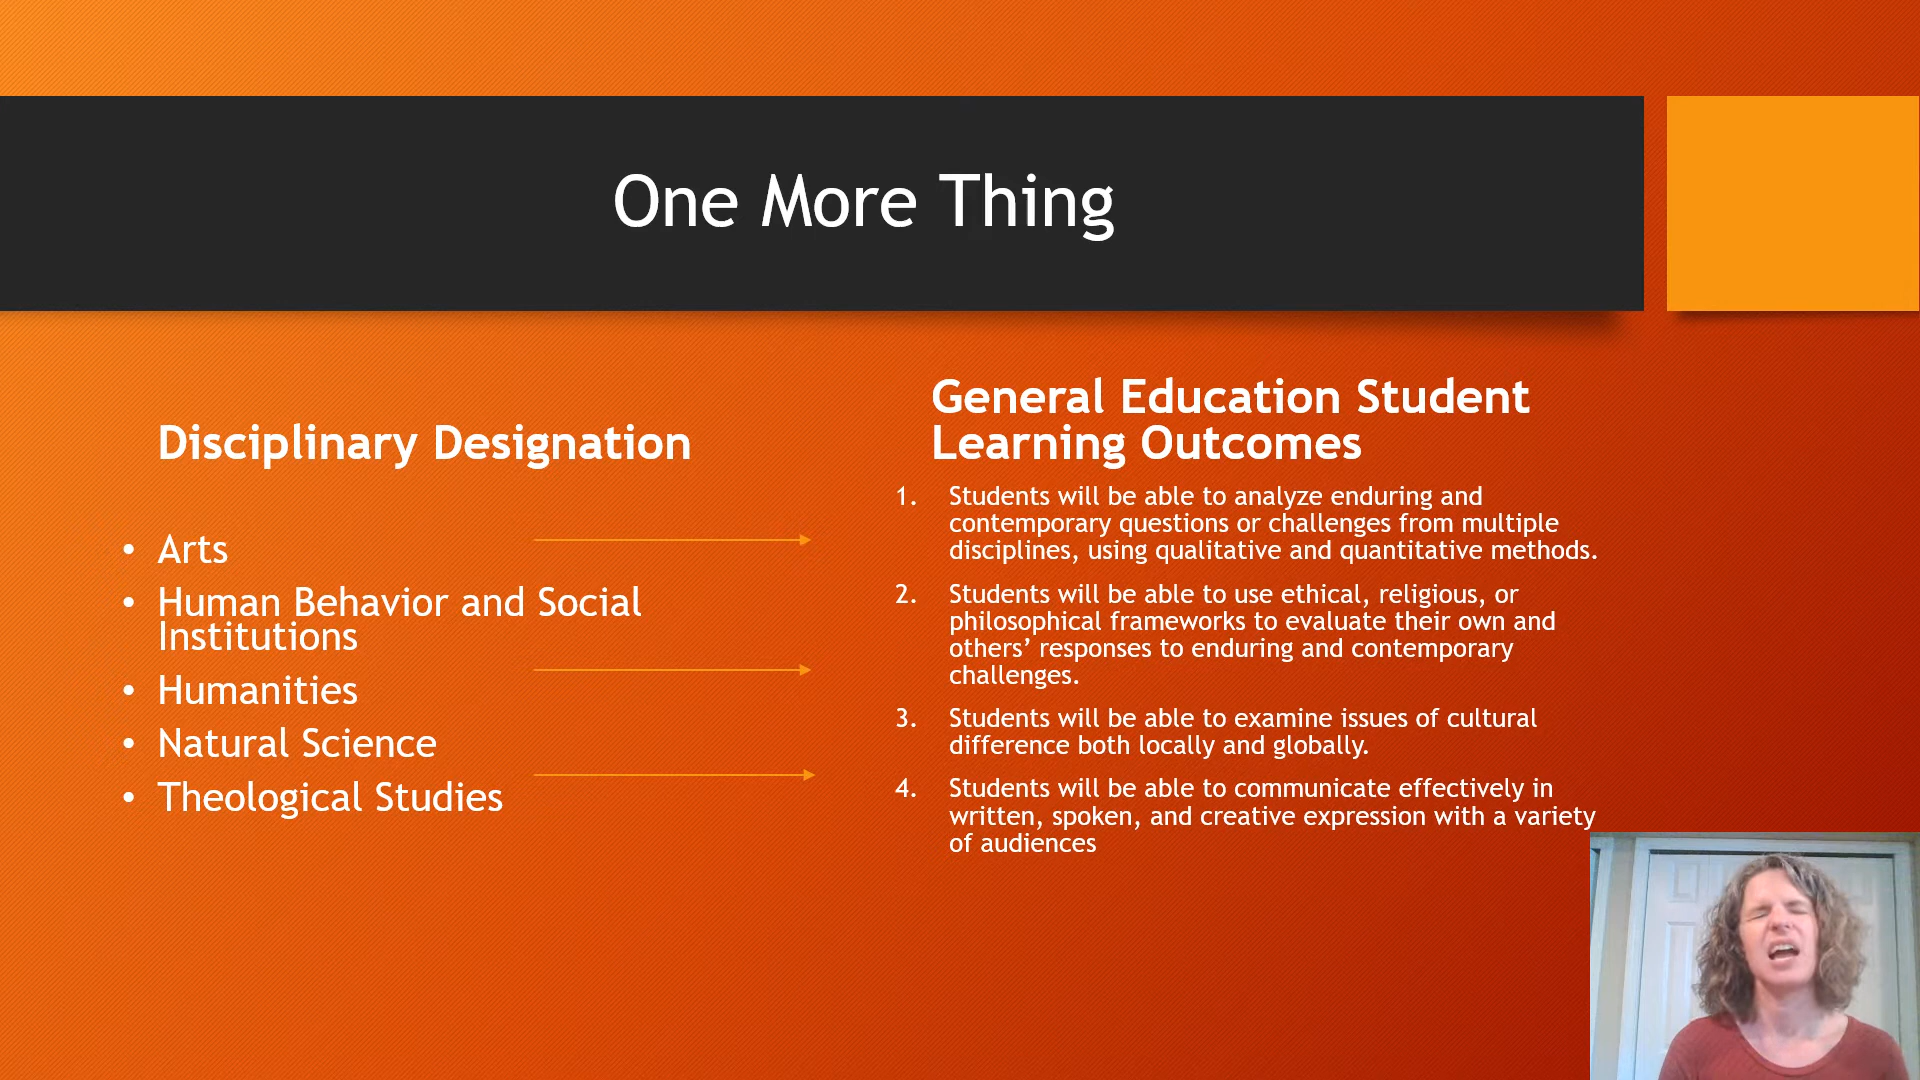 One More Thing
Disciplinary Designation
• Arts
• Human Behavior and Social
Institutions
• Humanities
• Natural Science
• Theological Studies
General Education Student
Learning Outcomes
1. Students will be able to analyze enduring and
contemporary questions or challenges from multiple
disciplines, using qualitative and quantitative methods.
2. Students will be able to use ethical, religious, or
philosophical frameworks to evaluate their own and
others’ responses to enduring and contemporary
challenges.
3. Students will be able to examine issues of cultural
difference both locally and globally.
4. Students will be able to communicate effectively in
written, spoken, and creative expression with a variety
of audiences